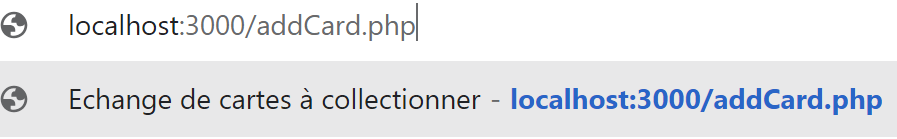 localhost:3000/addCard.php
Echange de cartes à collectionner - localhost:3000/addCard.php